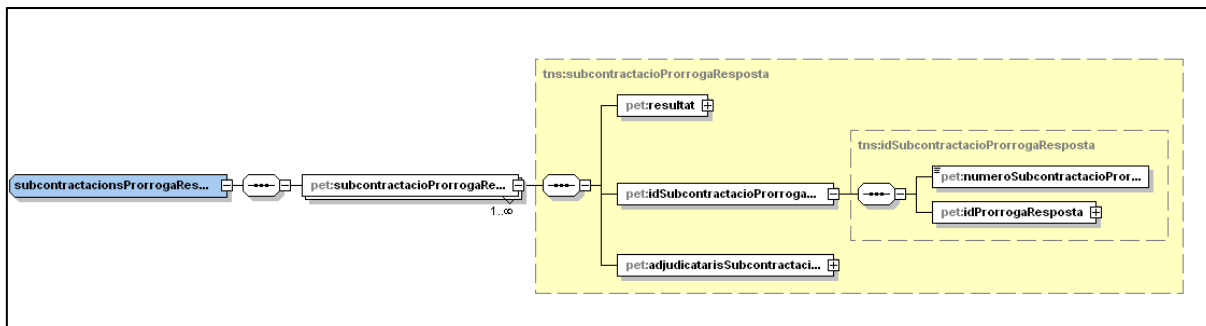 tns:subcontractacioProrrogaResposta
pet:resultat
tns:idSubcontractacioProrrogaResposta
pet:numeroSubcontractacioPror...
subcontractacionsProrrogaRes...
pet:subcontractacioProrrogaRe...
pet:idSubcontractacioProrroga...
1..∞
pet:idProrrogaResposta
pet:adjudicatarisSubcontractaci...